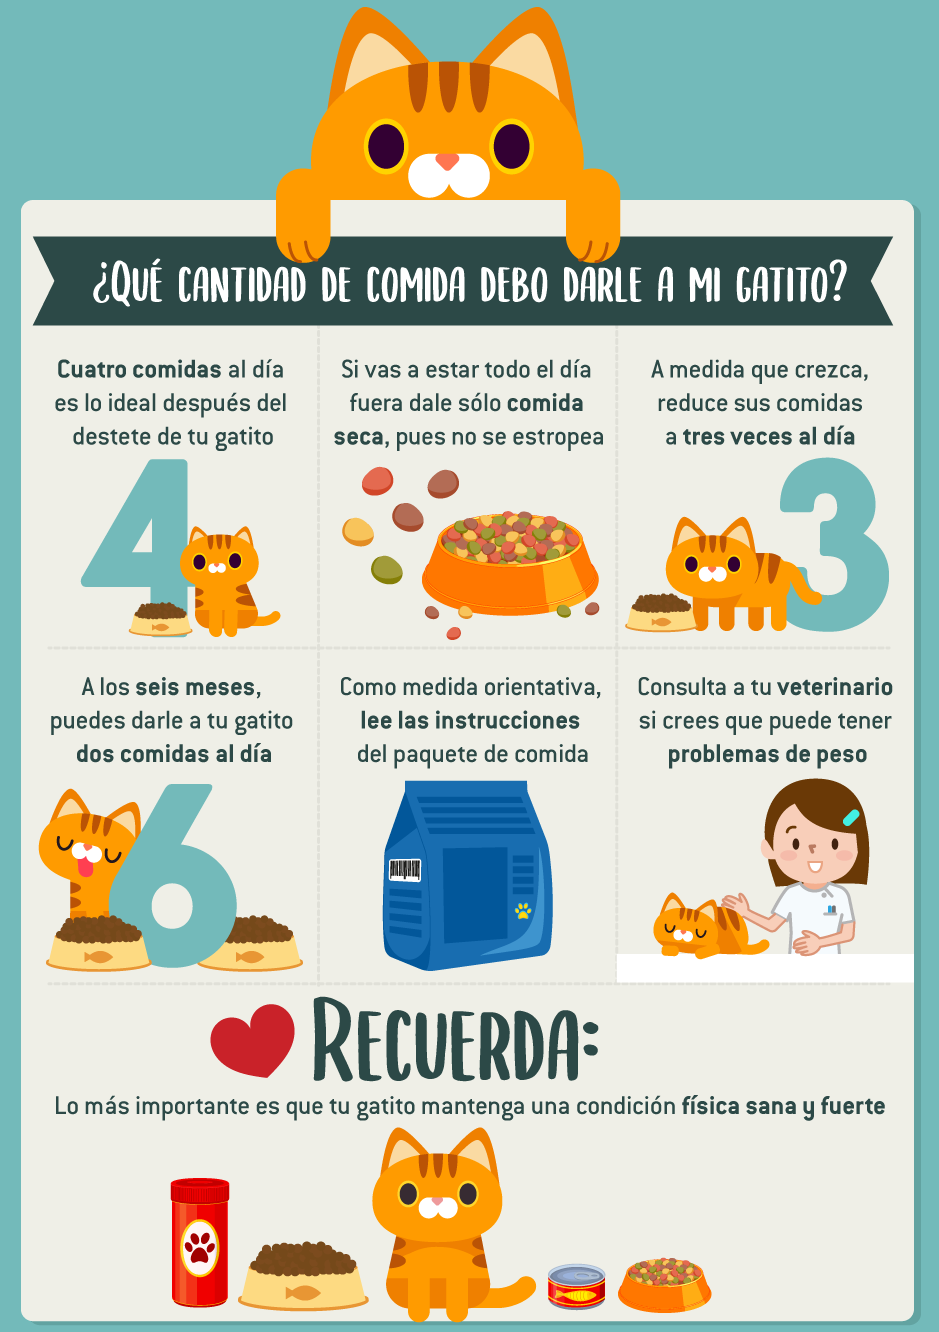 ¿QUÉ CANTIDAD DE COMIDA DEBO DARLE A MI GATITO?
Cuatro comidas al día
es lo ideal después del
destete de tu gatito
4
Si vas a estar todo el día
fuera dale sólo comida
seca, pues no se estropea
A medida que crezca,
reduce sus comidas
a tres veces al día
3
A los seis meses,
puedes darle a tu gatito
dos comidas al día
6
Como medida orientativa,
lee las instrucciones
del paquete de comida
Consulta a tu veterinario
si crees que puede tener
problemas de peso
RECUERDA:
Lo más importante es que tu gatito mantenga una condición física sana y fuerte